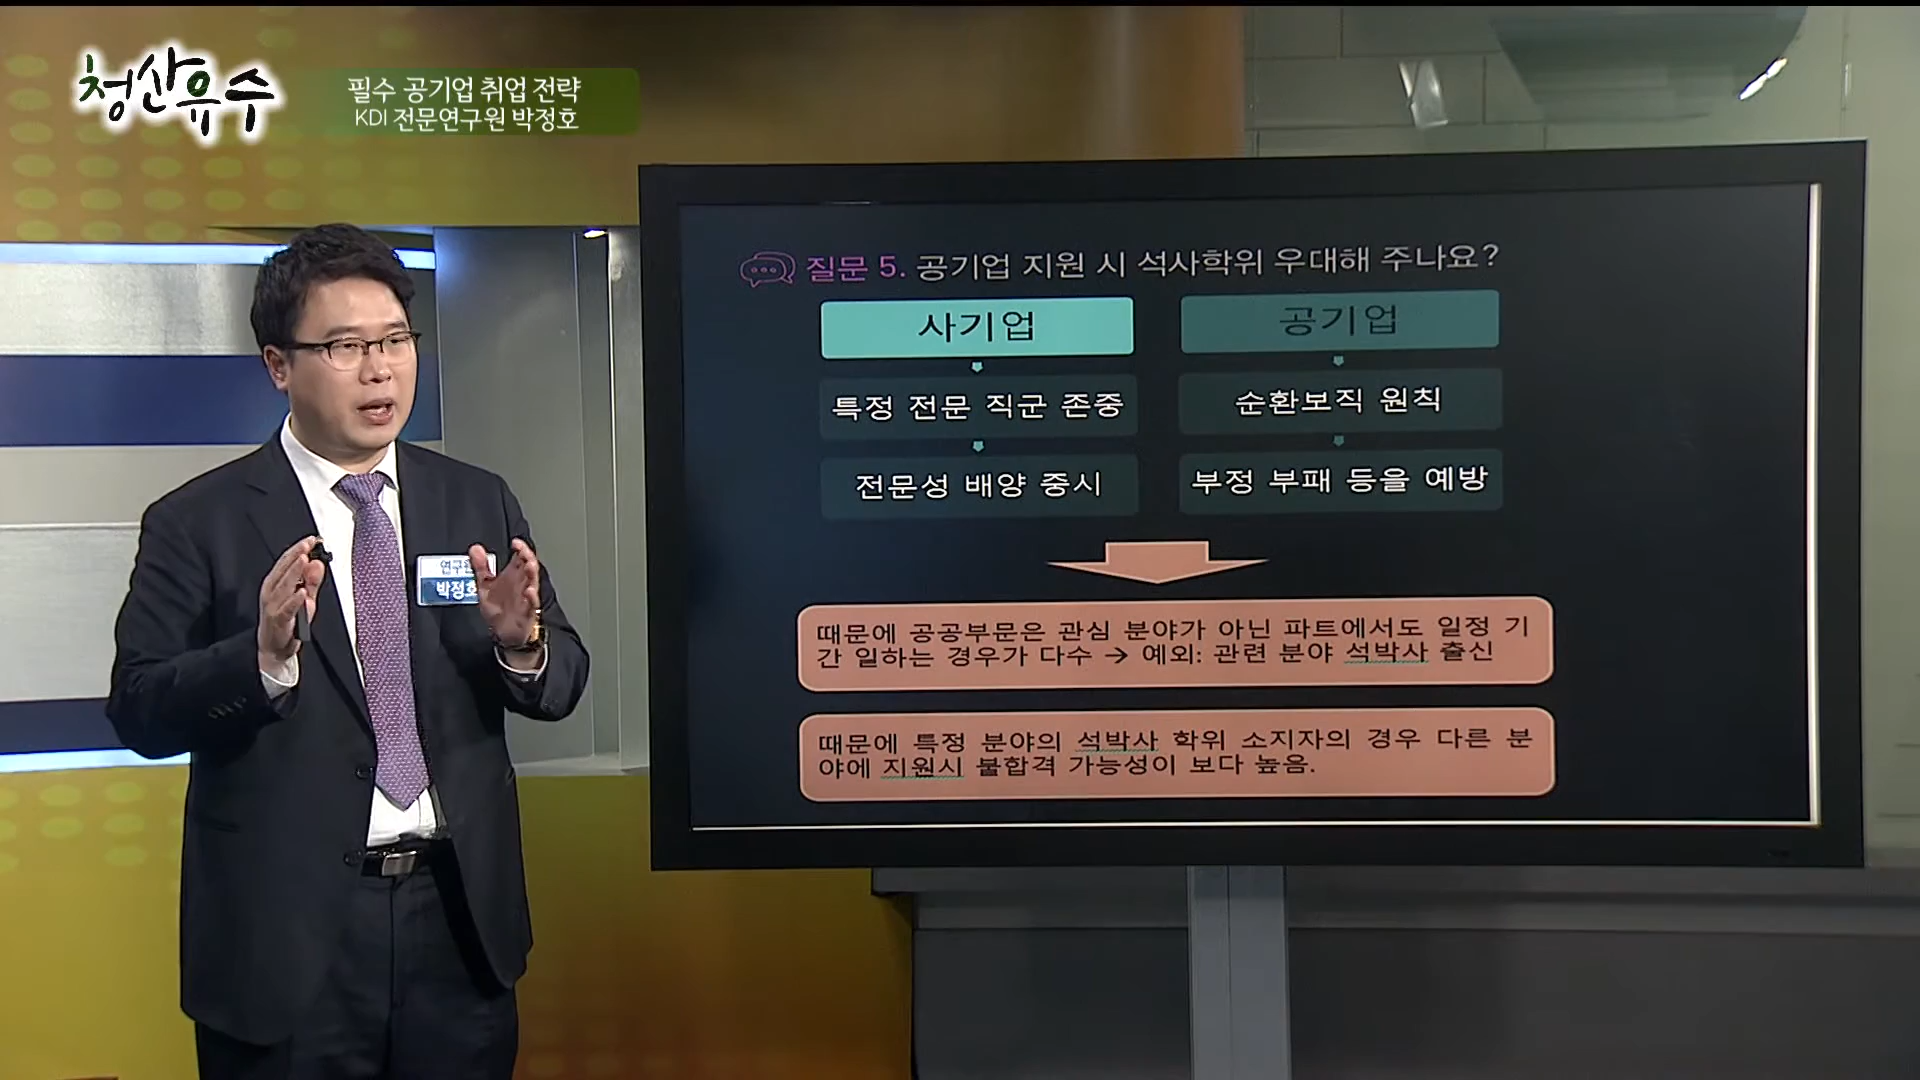 청산유수
필수 공기업 취업 전략
KDI 전문연구원 박정호
질문 5. 공기업 지원 시 석사학위 우대해 주나요?
사기업
공기업
특정 전문 직군 존중
순환보직 원칙
전문성 배양 중시
부정 부패 등을 예방
때문에 공공부문은 관심 분야가 아닌 파트에서도 일정 기
간 일하는 경우가 다수 → 예외: 관련 분야 석박사 출신
때문에 특정 분야의 석박사 학위 소지자의 경우 다른 분
야에 지원시 불합격 가능성이 보다 높음.
연구원
박정호